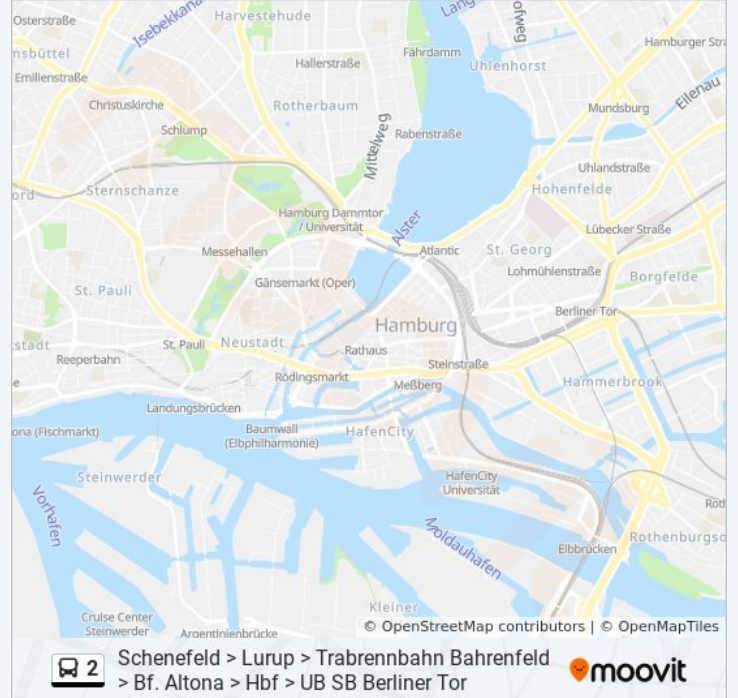 Osterstraße
Harvestehude
Isebekkana
Lang
ofweg
Fährdamm
Hamburger Stra
msbüttel
Hallerstraße
Uhlenhorst
Emilienstraße
Eilenau
Christuskirche
Rotherbaum
Mundsburg
Schlump
Mittelweg
Rabenstraße
Uhlandstraße
ord
Sternschanze
Hohenfelde
Hamburg Dammtor
/ Universität
Alster
Lübecker Straße
Messehallen
Atlantic
St. Georg
Lohmühlenstraße
Borgfelde
Gänsemarkt (Oper)
St. Pauli
Berliner Tor
Hamburg
stadt
St. Pauli
Neustadt
Rathaus
Reeperbahn
Steinstraße
Rödingsmarkt
Meßberg
Hammerbrook
e
Landungsbrücken
ona (Fischmarkt)
Baumwall
(Elbphilharmonie)
HafenCity
Steinwerder
HafenCity
Universität
Vorhafen
Rott
Moldauhafen
Elbbrücken
Rothenburgso
Kleiner
Cruise Center
Steinwerder
Argentinienbrücke
© OpenStreetMap contributors | © OpenMapTiles
2
Schenefeld > Lurup > Trabrennbahn Bahrenfeld
> Bf. Altona > Hbf > UB SB Berliner Tor
moovit